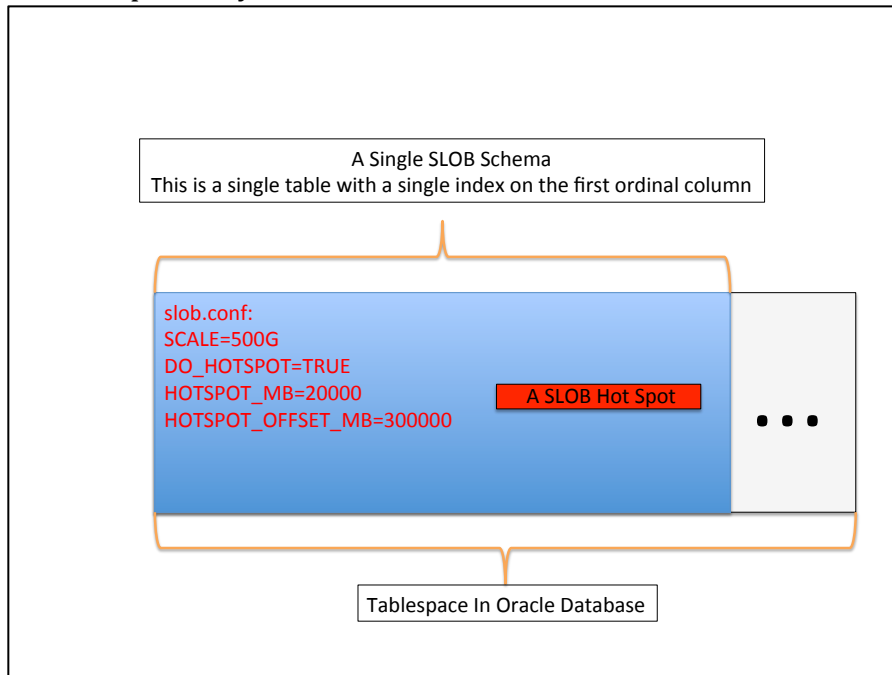 A Single SLOB Schema
This is a single table with a single index on the first ordinal column
slob.conf:
SCALE=500G
DO_HOTSPOT=TRUE
HOTSPOT_MB=20000
HOTSPOT_OFFSET_MB=300000
A SLOB Hot Spot
...
Tablespace In Oracle Database